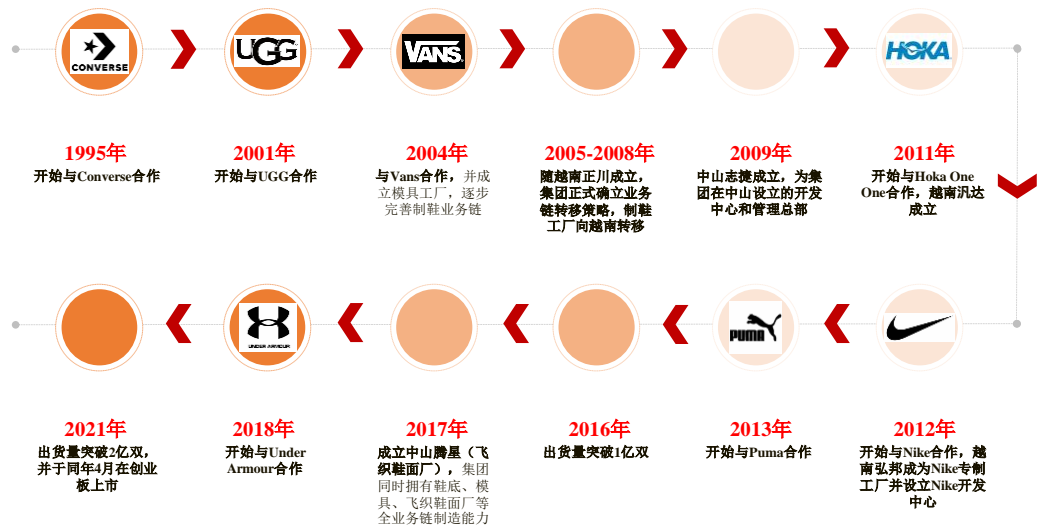 CONVERSE
UGG
VANS
HOKA
1995年
开始与Converse合作
2001年
开始与UGG合作
2004年
与Vans合作，并成
立模具工厂，逐步
完善制鞋业务链
2005-2008年
随越南正川成立，
集团正式确立业务
链转移策略，制鞋
工厂向越南转移
2009年
中山志捷成立，为集
团在中山设立的开发
中心和管理总部
2011年
开始与Hoka One
One合作，越南汎达
成立
UNDER ARMOUR
PUMA
2021年
出货量突破2亿双，
并于同年4月在创业
板上市
2018年
开始与Under
Armour合作
2017年
成立中山腾星（飞
织鞋面厂），集团
同时拥有鞋底、模
具、飞织鞋面厂等
全业务链制造能力
2016年
出货量突破1亿双
2013年
开始与Puma合作
2012年
开始与Nike合作，越
南弘邦成为Nike专制
工厂并设立Nike开发
中心